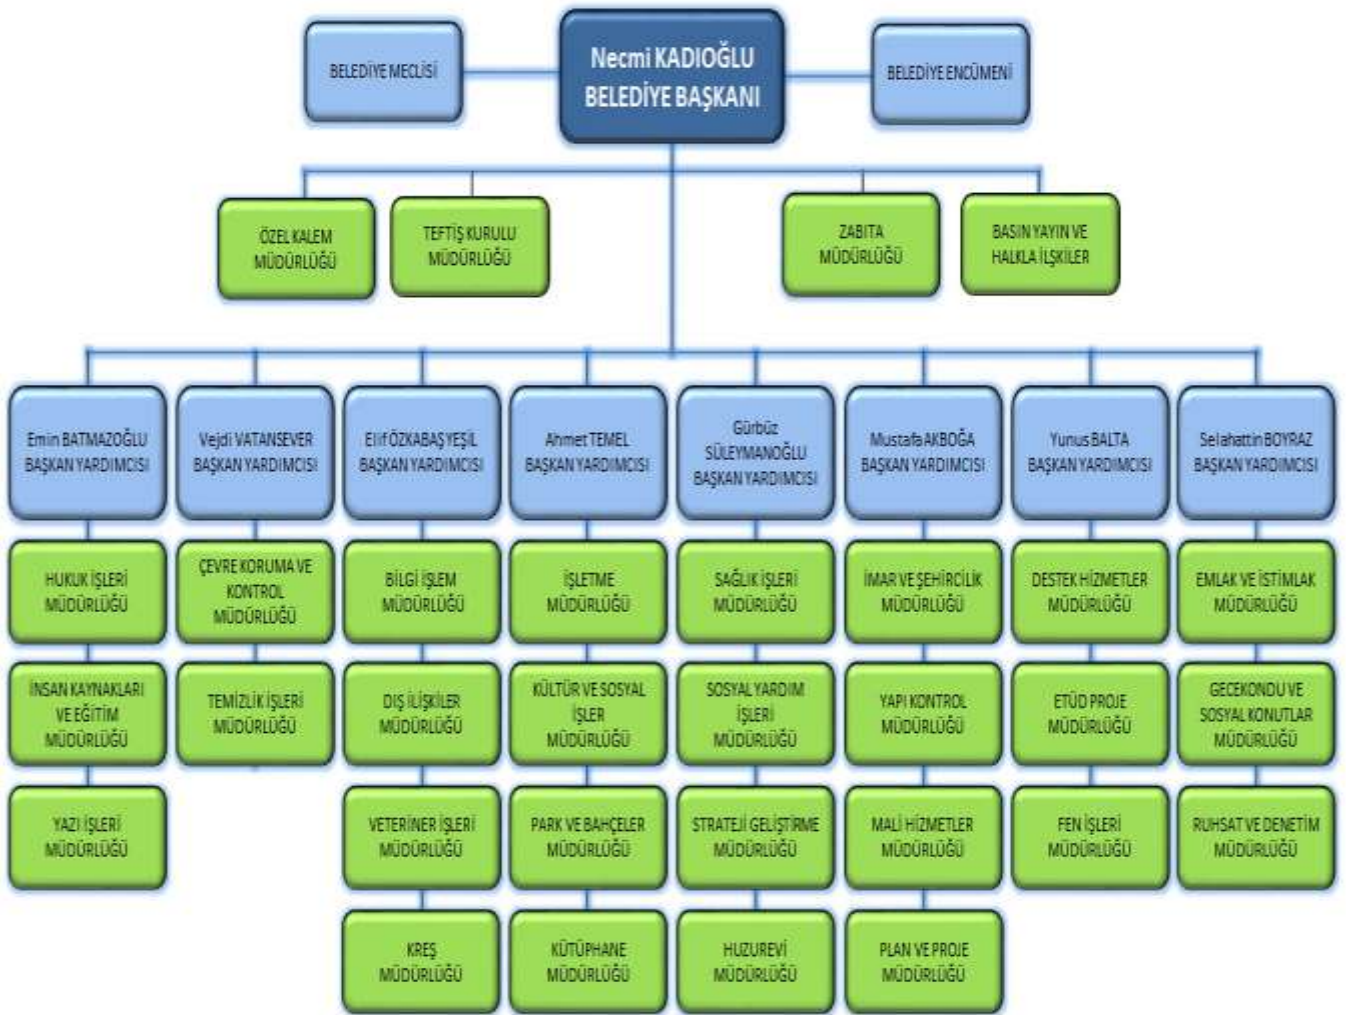 BELEDİYE MECLİSİ
Necmi KADIOĞLU
BELEDİYE BAŞKANI
BELEDİYE ENCÜMENİ
ÖZEL KALEM
MÜDÜRLÜĞÜ
TEFTİŞ KURULU
MÜDÜRLÜĞÜ
ZABITA
MÜDÜRLÜĞÜ
BASIN YAYIN VE
HALKLA İLŞKİLER
Emin BATMAZOĞLU
BAŞKAN YARDIMCISI
Vejdi VATANSEVER
BAŞKAN YARDIMCISI
Elif ÖZKABAŞ YEŞİL
BAŞKAN YARDIMCISI
Ahmet TEMEL
BAŞKAN YARDIMCISI
Gürbüz
SÜLEYMANOĞLU
BAŞKAN YARDIMCISI
Mustafa AKBOĞA
BAŞKAN YARDIMCISI
Yunus BALTA
BAŞKAN YARDIMCISI
Selahattin BOYRAZ
BAŞKAN YARDIMCISI
HUKUK İŞLERİ
MÜDÜRLÜĞÜ
ÇEVRE KORUMA VE
KONTROL
MÜDÜRLÜĞÜ
BİLGİ İŞLEM
MÜDÜRLÜĞÜ
İŞLETME
MÜDÜRLÜĞÜ
SAĞLIK İŞLERİ
MÜDÜRLÜĞÜ
İMAR VE ŞEHİRCİLİK
MÜDÜRLÜĞÜ
DESTEK HİZMETLER
MÜDÜRLÜĞÜ
EMLAK VE İSTİMLAK
MÜDÜRLÜĞÜ
İNSAN KAYNAKLARI
VE EĞİTİM
MÜDÜRLÜĞÜ
TEMİZLİK İŞLERİ
MÜDÜRLÜĞÜ
DIŞ İLİŞKİLER
MÜDÜRLÜĞÜ
KÜLTÜR VE SOSYAL
İŞLER
MÜDÜRLÜĞÜ
SOSYAL YARDIM
İŞLERİ
MÜDÜRLÜĞÜ
YAPI KONTROL
MÜDÜRLÜĞÜ
ETÜD PROJE
MÜDÜRLÜĞÜ
GECEKONDU VE
SOSYAL KONUTLAR
MÜDÜRLÜĞÜ
YAZI İŞLERİ
MÜDÜRLÜĞÜ
VETERİNER İŞLERİ
MÜDÜRLÜĞÜ
PARK VE BAHÇELER
MÜDÜRLÜĞÜ
STRATEJİ GELİŞTİRME
MÜDÜRLÜĞÜ
MALİ HİZMETLER
MÜDÜRLÜĞÜ
FEN İŞLERİ
MÜDÜRLÜĞÜ
RUHSAT VE DENETİM
MÜDÜRLÜĞÜ
KREŞ
MÜDÜRLÜĞÜ
KÜTÜPHANE
MÜDÜRLÜĞÜ
HUZUREVİ
MÜDÜRLÜĞÜ
PLAN VE PROJE
MÜDÜRLÜĞÜ